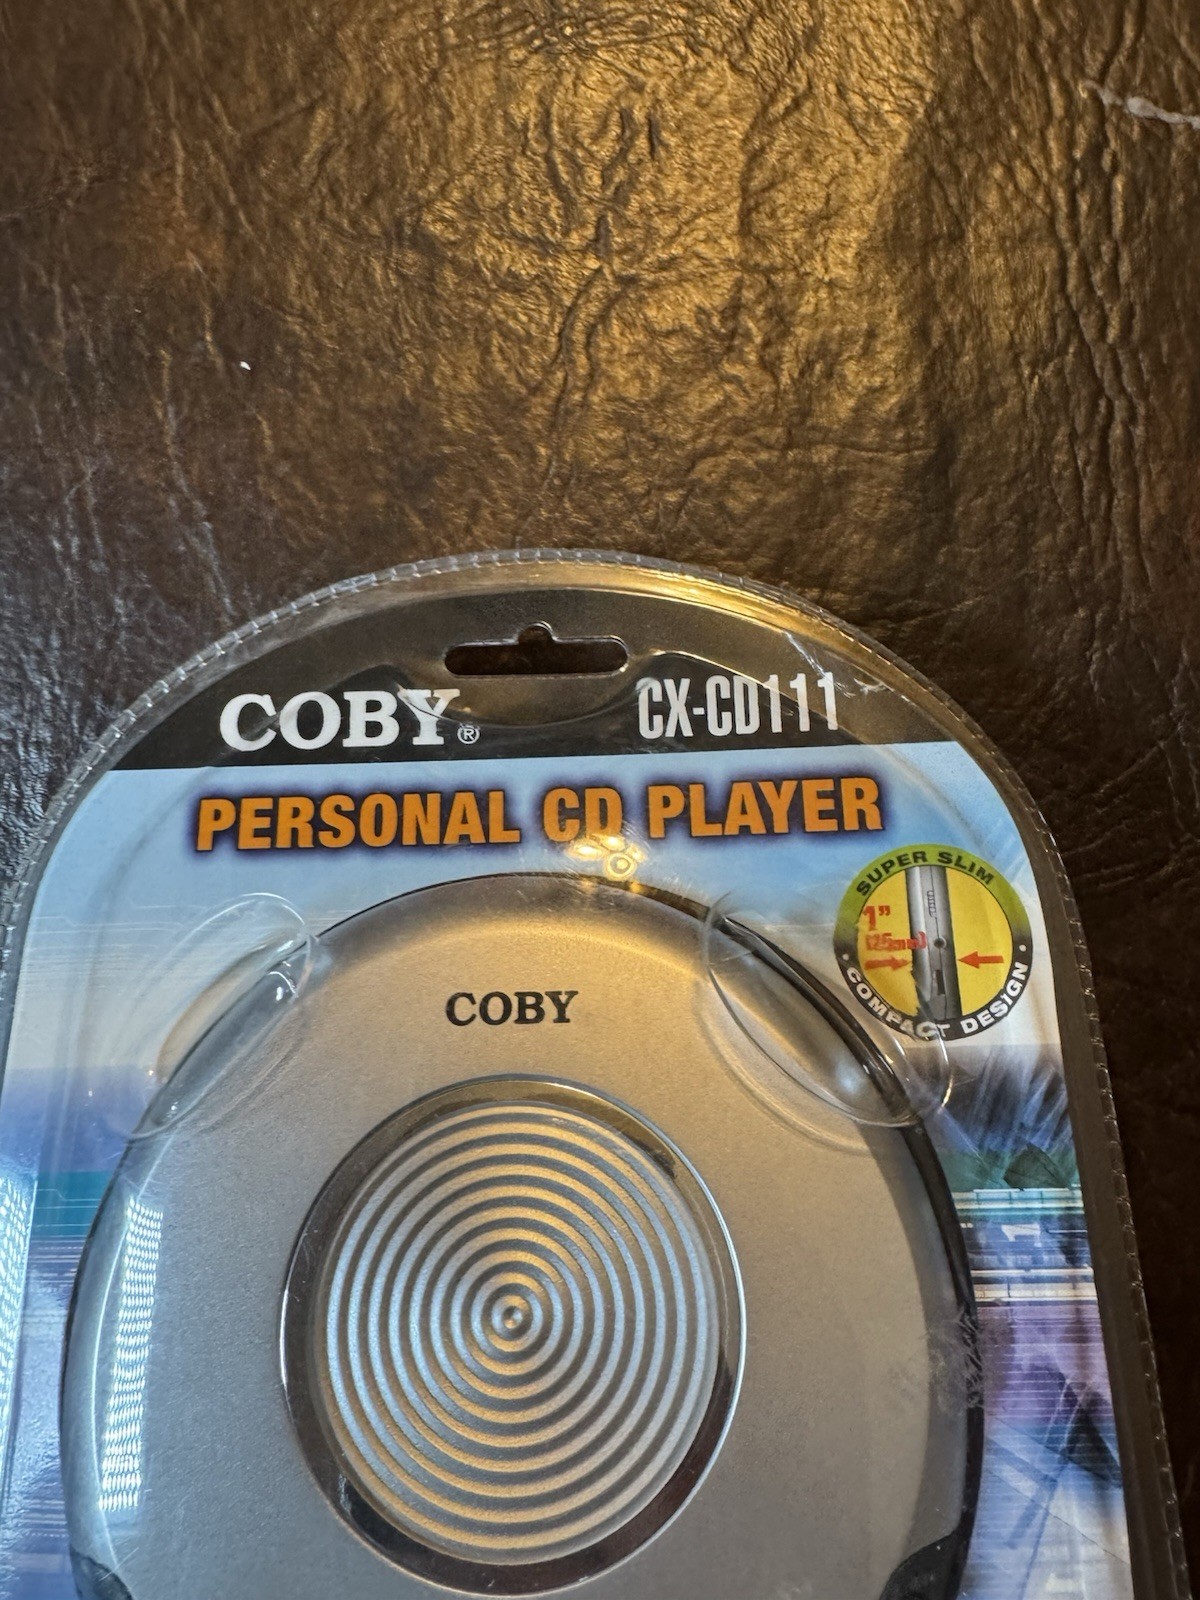 COBY®
CX-CD111
PERSONAL CD PLAYER
SUPER SLIM
1"
(25mm)
COMPACT DESIGN
COBY